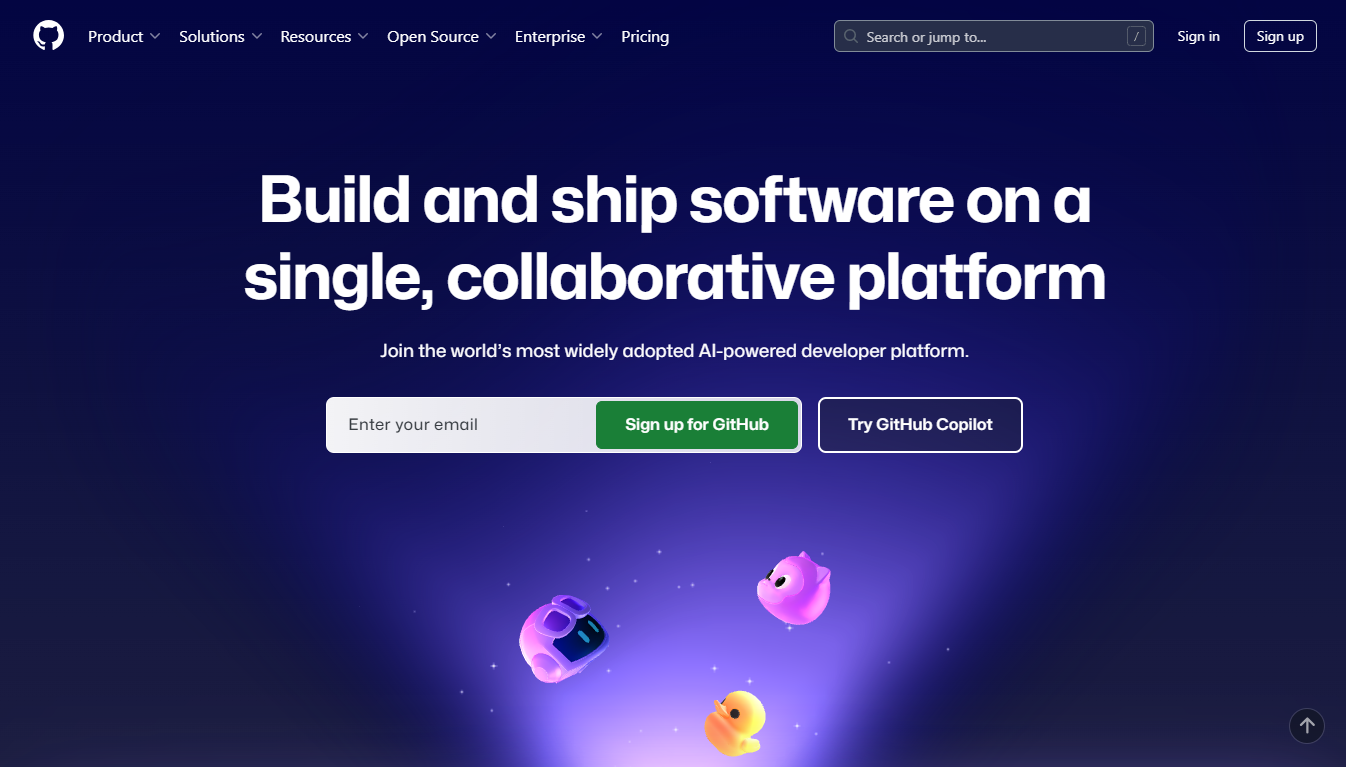 Product Solutions Resources Open Source Enterprise Pricing Search or jump to... / Sign in Sign up
Build and ship software on a
single, collaborative platform
Join the world’s most widely adopted AI-powered developer platform.
Enter your email Sign up for GitHub Try GitHub Copilot